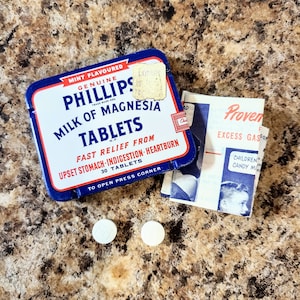 MINT FLAVOURED
GENUINE
PHILLIPS
MILK OF MAGNESIA
TABLETS
FAST RELIEF FROM
UPSET STOMACH·INDIGESTION·HEARTBURN
30 TABLETS
TO OPEN PRESS CORNER
Proven
EXCESS GAS
CHILDREN
CANDY